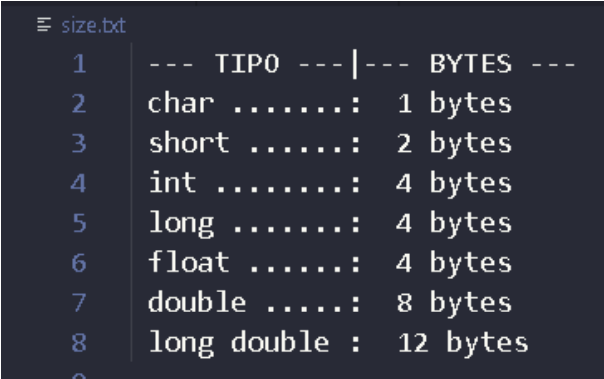 size.txt
1 --- TIPO ---|--- BYTES ---
2 char .......:  1 bytes
3 short ......:  2 bytes
4 int ........:  4 bytes
5 long .......:  4 bytes
6 float ......:  4 bytes
7 double .....:  8 bytes
8 long double :  12 bytes